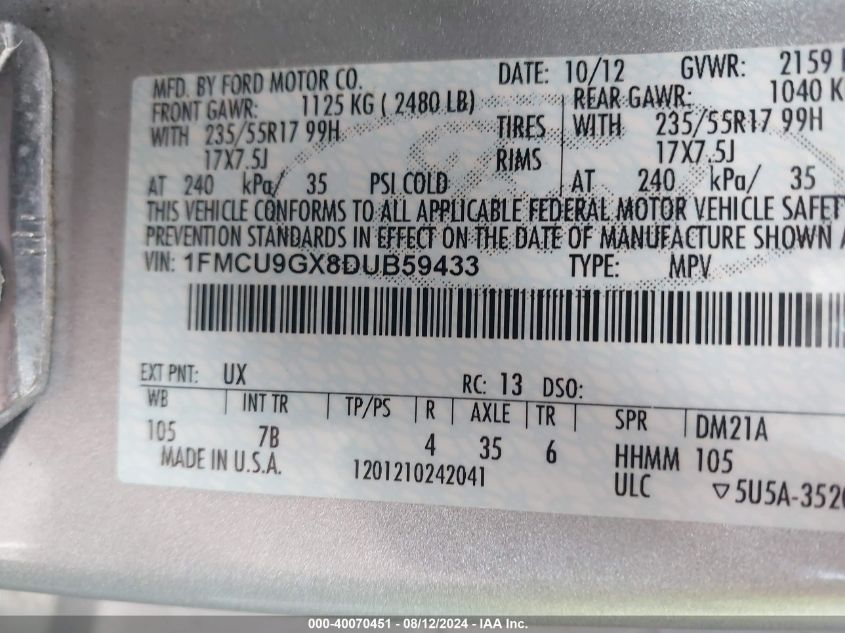 MFD. BY FORD MOTOR CO. DATE: 10/12 GVWR: 2159
FRONT GAWR: 1125 KG ( 2480 LB) REAR GAWR: 1040 K
WITH 235/55R17 99H TIRES WITH 235/55R17 99H
17X7.5J RIMS 17X7.5J
AT 240 kPa/ 35 PSI COLD AT 240 kPa/ 35
THIS VEHICLE CONFORMS TO ALL APPLICABLE FEDERAL MOTOR VEHICLE SAFETY
PREVENTION STANDARDS IN EFFECT ON THE DATE OF MANUFACTURE SHOWN
VIN: 1FMCU9GX8DUB59433 TYPE: MPV
EXT PNT: UX RC: 13 DSO:
WB | INT TR | TP/PS | R | AXLE | TR | SPR | DM21A
105 7B 4 35 6 HHMM 105
MADE IN U.S.A. 1201210242041 ULC ▽5U5A-3520
000-40070451 - 08/12/2024 - IAA Inc.